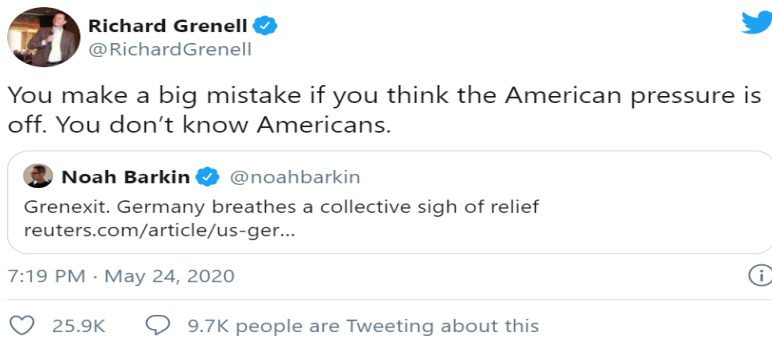 Richard Grenell
@RichardGrenell
You make a big mistake if you think the American pressure is
off. You don’t know Americans.
Noah Barkin @noahbarkin
Grenexit. Germany breathes a collective sigh of relief
reuters.com/article/us-ger...
7:19 PM · May 24, 2020
25.9K 9.7K people are Tweeting about this